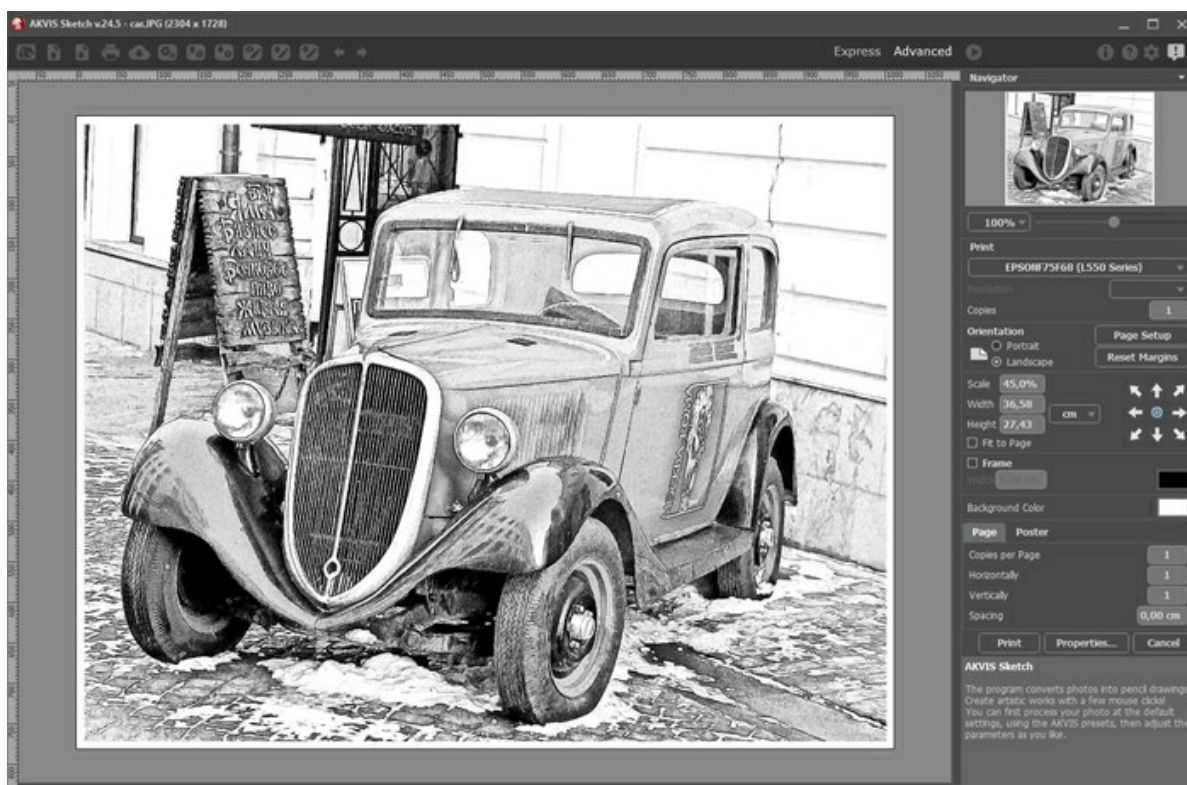 AKVIS Sketch v.24.5 - car.JPG (2304 x 1728)
Express Advanced
Navigator
100%
Print
EPSONF75F68 (L550 Series)
Resolution
Copies 1
Orientation
Portrait
Landscape
Page Setup
Reset Margins
Scale 45,0%
Width 36,58
cm
Height 27,43
Fit to Page
Frame
Width
Background Color
Page Poster
Copies per Page 1
Horizontally 1
Vertically 1
Spacing 0,00 cm
Print Properties... Cancel
AKVIS Sketch
The program converts photos into pencil drawings.
Create artistic works with a few mouse clicks!
You can first process your photo at the default
settings, using the AKVIS presets, then adjust the
parameters as you like.